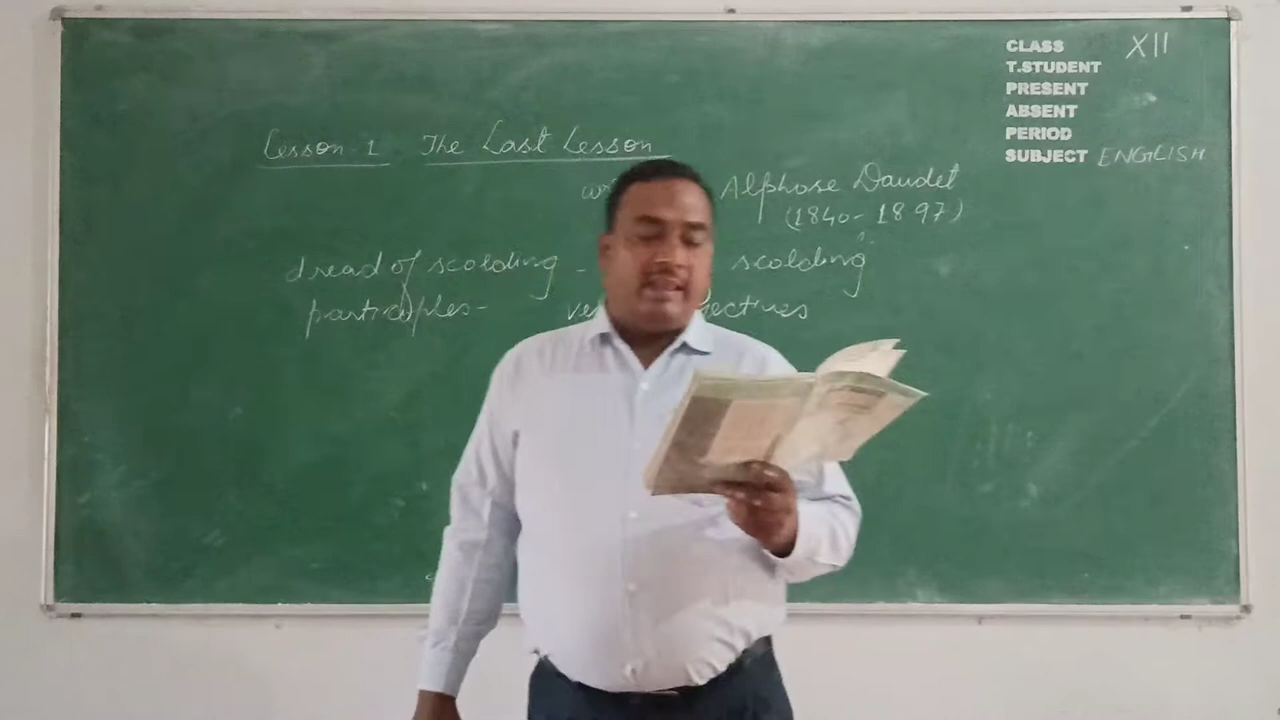 CLASS XII
T.STUDENT
PRESENT
ABSENT
PERIOD
SUBJECT ENGLISH
Lesson-1 The Last Lesson
Alphose Daudet
(1840-1897)
dread of scolding - scolding
participles-